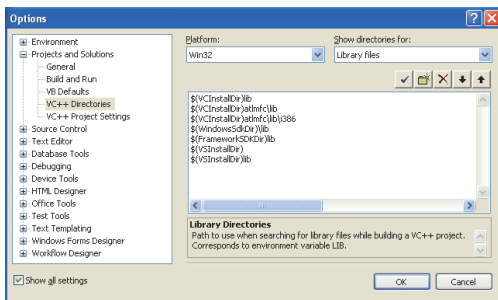 Options
Environment
Projects and Solutions
General
Build and Run
VB Defaults
VC++ Directories
VC++ Project Settings
Source Control
Text Editor
Database Tools
Debugging
Device Tools
HTML Designer
Office Tools
Test Tools
Text Templating
Windows Forms Designer
Workflow Designer
Show all settings
Platform:
Win32
Show directories for:
Library files
$(VCInstallDir)lib
$(VCInstallDir)atlmfc\lib
$(VCInstallDir)atlmfc\lib\i386
$(WindowsSdkDir)\lib
$(FrameworkSDKDir)lib
$(VSInstallDir)
$(VSInstallDir)lib
Library Directories
Path to use when searching for library files while building a VC++ project.
Corresponds to environment variable LIB.
OK
Cancel